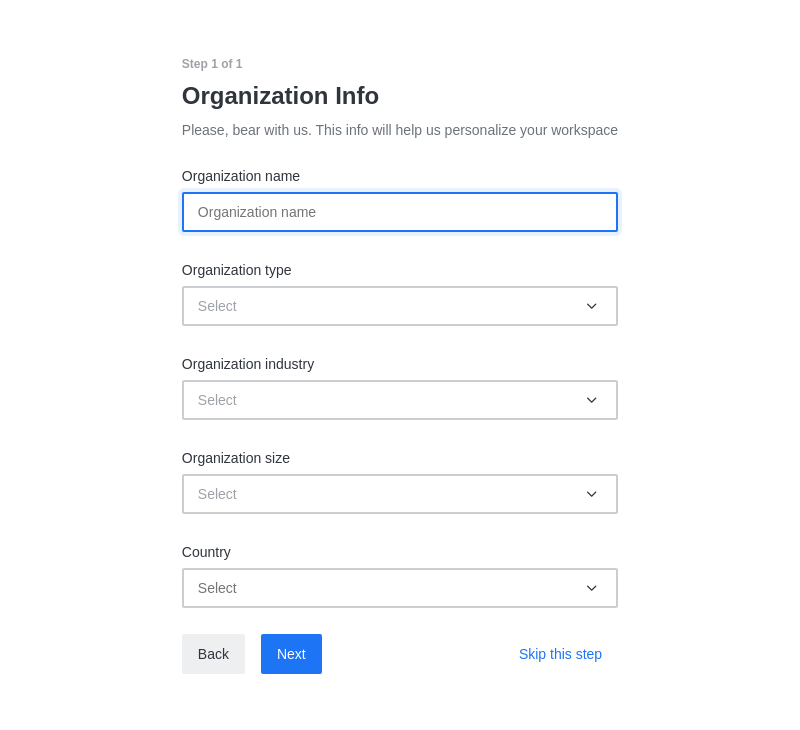 Step 1 of 1
Organization Info
Please, bear with us. This info will help us personalize your workspace
Organization name
Organization name
Organization type
Select
Organization industry
Select
Organization size
Select
Country
Select
Back Next Skip this step